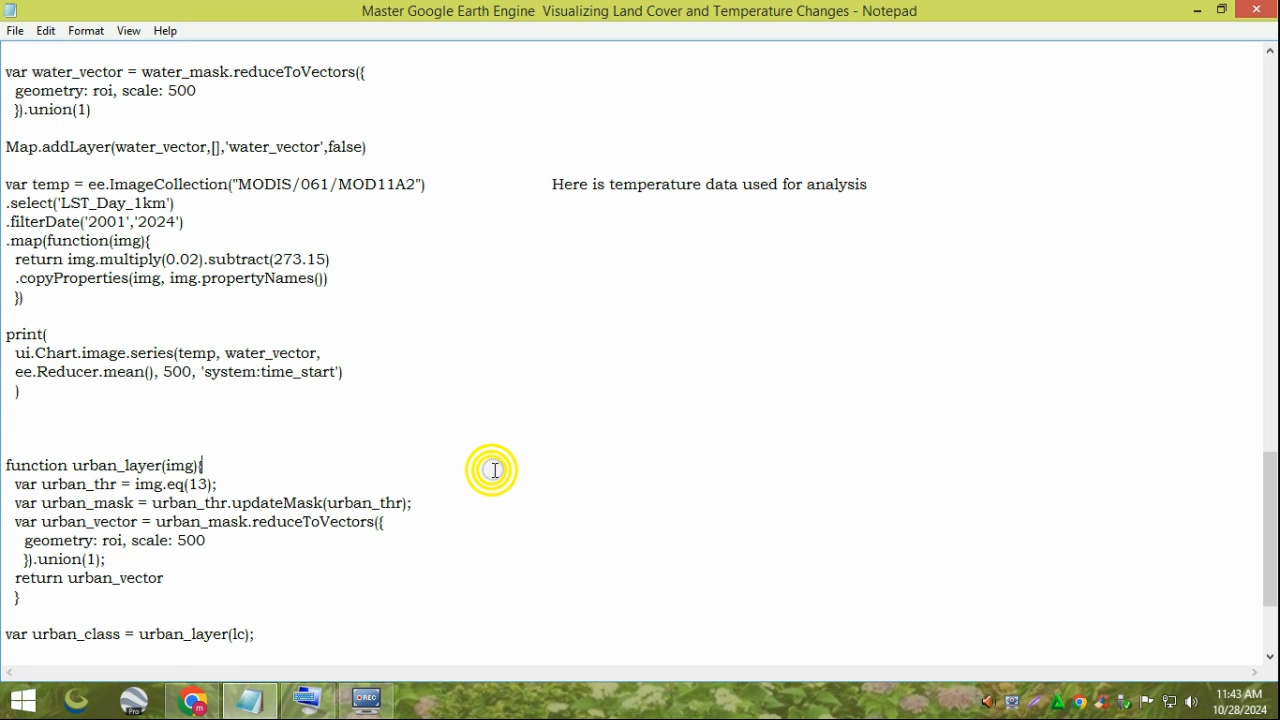 Master Google Earth Engine  Visualizing Land Cover and Temperature Changes - Notepad
File Edit Format View Help
var water_vector = water_mask.reduceToVectors({
  geometry: roi, scale: 500
  }).union(1)
Map.addLayer(water_vector,[],'water_vector',false)
var temp = ee.ImageCollection("MODIS/061/MOD11A2") Here is temperature data used for analysis
.select('LST_Day_1km')
.filterDate('2001','2024')
.map(function(img){
  return img.multiply(0.02).subtract(273.15)
  .copyProperties(img, img.propertyNames())
  })
print(
  ui.Chart.image.series(temp, water_vector,
  ee.Reducer.mean(), 500, 'system:time_start')
  )
function urban_layer(img){
  var urban_thr = img.eq(13);
  var urban_mask = urban_thr.updateMask(urban_thr);
  var urban_vector = urban_mask.reduceToVectors({
    geometry: roi, scale: 500
    }).union(1);
  return urban_vector
  }
var urban_class = urban_layer(lc);
Pro
m
REC
11:43 AM
10/28/2024